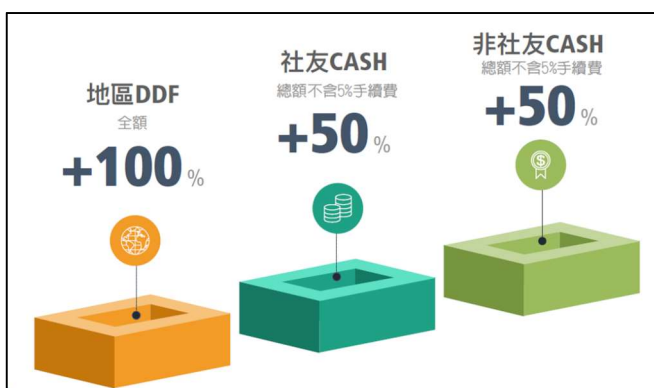 地區DDF
全額
+100%
社友CASH
總額不含5%手續費
+50%
非社友CASH
總額不含5%手續費
+50%
$